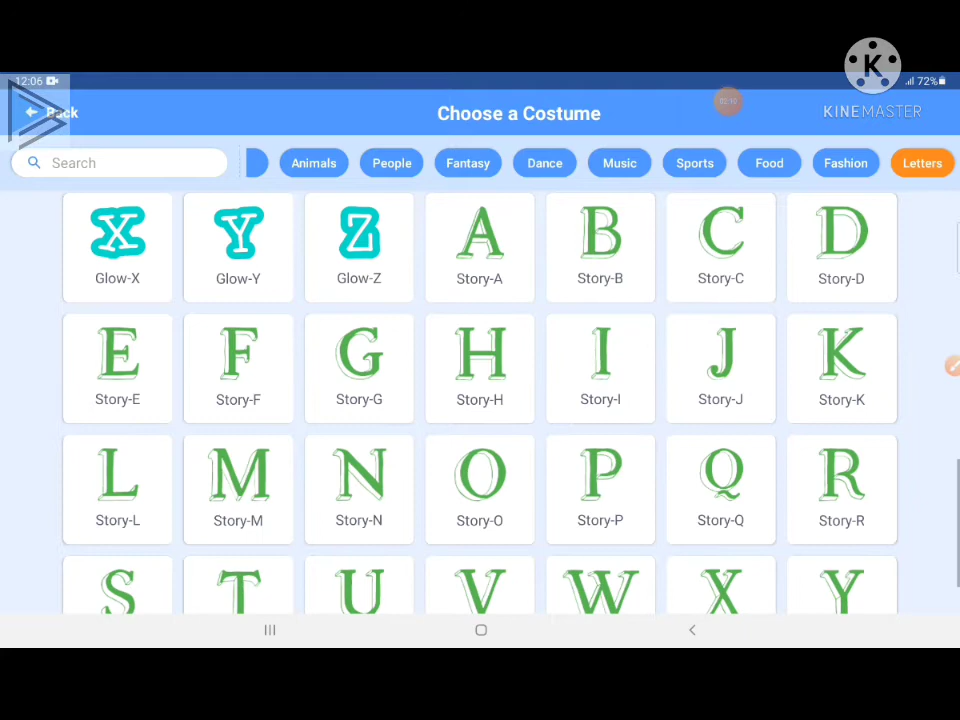 12:06 72%
K
Back Choose a Costume 05:10 KINEMASTER
Search Animals People Fantasy Dance Music Sports Food Fashion Letters
X Y Z A B C D
Glow-X Glow-Y Glow-Z Story-A Story-B Story-C Story-D
E F G H I J K
Story-E Story-F Story-G Story-H Story-I Story-J Story-K
L M N O P Q R
Story-L Story-M Story-N Story-O Story-P Story-Q Story-R
S T U V W X Y